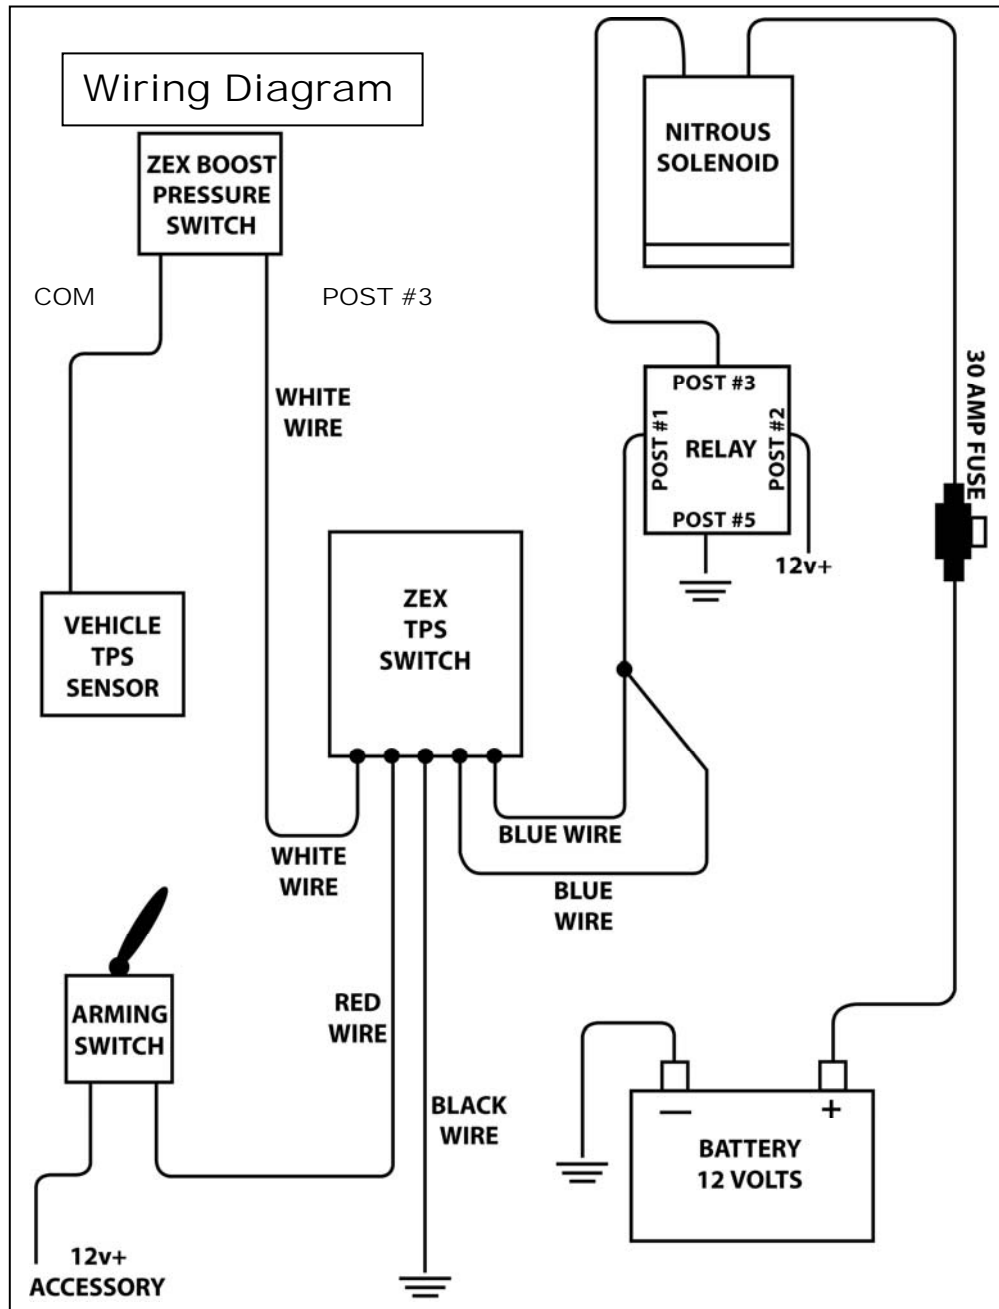 Wiring Diagram
ZEX BOOST
PRESSURE
SWITCH
COM
POST #3
WHITE
WIRE
NITROUS
SOLENOID
POST #3
POST #1
RELAY
POST #2
POST #5
12v+
30 AMP FUSE
VEHICLE
TPS
SENSOR
ZEX
TPS
SWITCH
WHITE
WIRE
BLUE WIRE
BLUE
WIRE
ARMING
SWITCH
RED
WIRE
BLACK
WIRE
12v+
ACCESSORY
— +
BATTERY
12 VOLTS